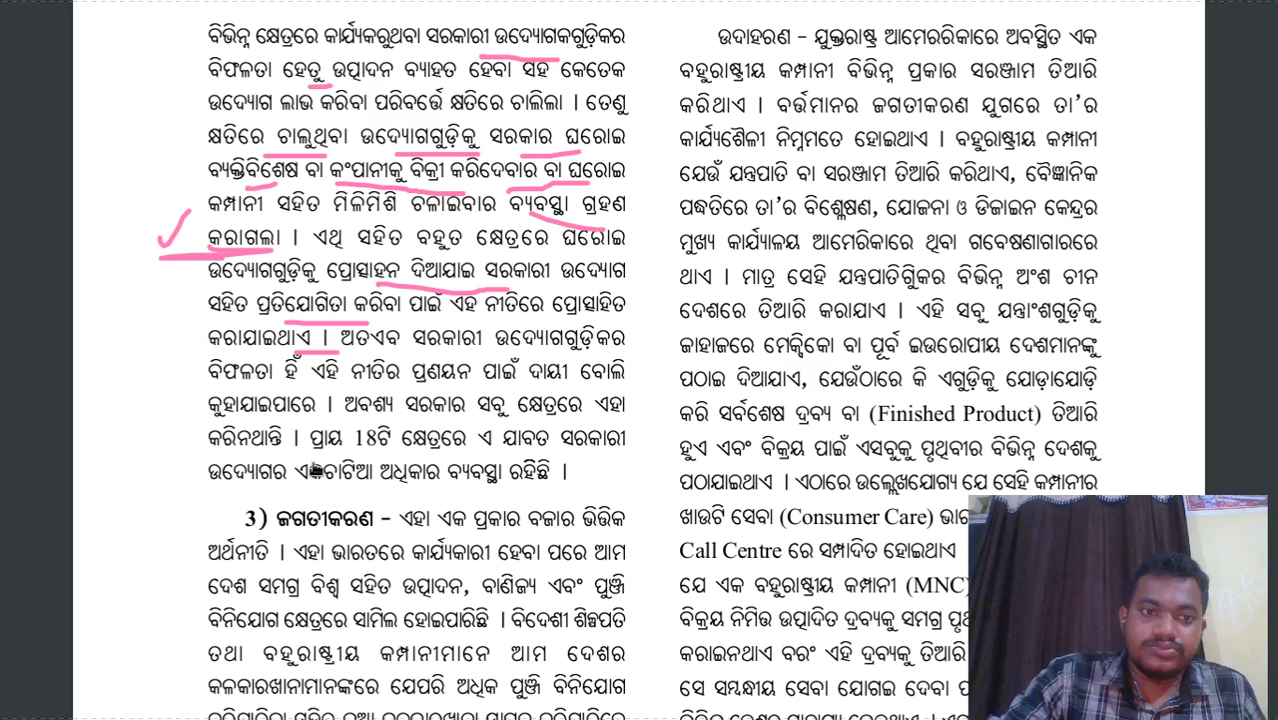 ବିଭିନ୍ନ କ୍ଷେତ୍ରରେ କାର୍ଯ୍ୟକରୁଥିବା ସରକାରୀ ଉଦ୍ୟୋଗକଗୁଡ଼ିକର
ବିଫଳତା ହେତୁ ଉତ୍ପାଦନ ବ୍ୟାହତ ହେବା ସହ କେତେକ
ଉଦ୍ୟୋଗ ଲାଭ କରିବା ପରିବର୍ତ୍ତେ କ୍ଷତିରେ ଚାଲିଲା । ତେଣୁ
କ୍ଷତିରେ ଚାଲୁଥିବା ଉଦ୍ୟୋଗଗୁଡ଼ିକୁ ସରକାର ଘରୋଇ
ବ୍ୟକ୍ତିବିଶେଷ ବା କଂପାନୀକୁ ବିକ୍ରୀ କରିଦେବାର ବା ଘରୋଇ
କମ୍ପାନୀ ସହିତ ମିଳିମିଶି ଚଳାଇବାର ବ୍ୟବସ୍ଥା ଗ୍ରହଣ
କରାଗଲା । ଏଥି ସହିତ ବହୁତ କ୍ଷେତ୍ରରେ ଘରୋଇ
ଉଦ୍ୟୋଗଗୁଡ଼ିକୁ ପ୍ରୋତ୍ସାହନ ଦିଆଯାଇ ସରକାରୀ ଉଦ୍ୟୋଗ
ସହିତ ପ୍ରତିଯୋଗିତା କରିବା ପାଇଁ ଏହ ନୀତିରେ ପ୍ରୋତ୍ସାହିତ
କରାଯାଇଥାଏ । ଅତଏବ ସରକାରୀ ଉଦ୍ୟୋଗଗୁଡ଼ିକର
ବିଫଳତା ହିଁ ଏହି ନୀତିର ପ୍ରଣୟନ ପାଇଁ ଦାୟୀ ବୋଲି
କୁହାଯାଇପାରେ । ଅବଶ୍ୟ ସରକାର ସବୁ କ୍ଷେତ୍ରରେ ଏହା
କରିନଥାନ୍ତି । ପ୍ରାୟ 18ଟି କ୍ଷେତ୍ରରେ ଏ ଯାବତ ସରକାରୀ
ଉଦ୍ୟୋଗର ଅଧିକାର ବ୍ୟବସ୍ଥା ରହିଛି ।
3) ଜଗତୀକରଣ – ଏହା ଏକ ପ୍ରକାର ବଜାର ଭିତ୍ତିକ
ଅର୍ଥନୀତି । ଏହା ଭାରତରେ କାର୍ଯ୍ୟକାରୀ ହେବା ପରେ ଆମ
ଦେଶ ସମଗ୍ର ବିଶ୍ୱ ସହିତ ଉତ୍ପାଦନ, ବାଣିଜ୍ୟ ଏବଂ ପୁଞ୍ଜି
ବିନିଯୋଗ କ୍ଷେତ୍ରରେ ସାମିଲ ହୋଇପାରିଛି । ବିଦେଶୀ ଶିଳ୍ପପତି
ତଥା ବହୁରାଷ୍ଟ୍ରୀୟ କମ୍ପାନୀମାନେ ଆମ ଦେଶର
କଳକାରଖାନାମାନଙ୍କରେ ଯେପରି ଅଧିକ ପୁଞ୍ଜି ବିନିଯୋଗ
ଉଦାହରଣ – ଯୁକ୍ତରାଷ୍ଟ୍ର ଆମେରରିକାରେ ଅବସ୍ଥିତ ଏକ
ବହୁରାଷ୍ଟ୍ରୀୟ କମ୍ପାନୀ ବିଭିନ୍ନ ପ୍ରକାର ସରଞ୍ଜାମ ତିଆରି
କରିଥାଏ । ବର୍ତ୍ତମାନର ଜଗତୀକରଣ ଯୁଗରେ ତା’ର
କାର୍ଯ୍ୟଶୈଳୀ ନିମ୍ନମତେ ହୋଇଥାଏ । ବହୁରାଷ୍ଟ୍ରୀୟ କମ୍ପାନୀ
ଯେଉଁ ଯନ୍ତ୍ରପାତି ବା ସରଞ୍ଜାମ ତିଆରି କରିଥାଏ, ବୈଜ୍ଞାନିକ
ପଦ୍ଧତିରେ ତା’ର ବିଶ୍ଳେଷଣ, ଯୋଜନା ଓ ଡିଜାଇନ କେନ୍ଦ୍ରର
ମୁଖ୍ୟ କାର୍ଯ୍ୟାଳୟ ଆମେରିକାରେ ଥିବା ଗବେଷଣାଗାରରେ
ଥାଏ । ମାତ୍ର ସେହି ଯନ୍ତ୍ରପାତିଗୁିକର ବିଭିନ୍ନ ଅଂଶ ଚୀନ
ଦେଶରେ ତିଆରି କରାଯାଏ । ଏହି ସବୁ ଯନ୍ତ୍ରାଂଶଗୁଡ଼ିକୁ
ଜାହାଜରେ ମେକ୍ସିକୋ ବା ପୂର୍ବ ଇଉରୋପୀୟ ଦେଶମାନଙ୍କୁ
ପଠାଇ ଦିଆଯାଏ, ଯେଉଁଠାରେ କି ଏଗୁଡ଼ିକୁ ଯୋଡ଼ାଯୋଡ଼ି
କରି ସର୍ବଶେଷ ଦ୍ରବ୍ୟ ବା (Finished Product) ତିଆରି
ହୁଏ ଏବଂ ବିକ୍ରୟ ପାଇଁ ଏସବୁକୁ ପୃଥିବୀର ବିଭିନ୍ନ ଦେଶକୁ
ପଠାଯାଇଥାଏ । ଏଠାରେ ଉଲ୍ଲେଖଯୋଗ୍ୟ ଯେ ସେହି କମ୍ପାନୀର
ଖାଉଟି ସେବା (Consumer Care)
Call Centre ରେ ସମ୍ପାଦିତ ହୋଇଥାଏ
ଯେ ଏକ ବହୁରାଷ୍ଟ୍ରୀୟ କମ୍ପାନୀ (MNC)
ବିକ୍ରୟ ନିମିତ୍ତ ଉତ୍ପାଦିତ ଦ୍ରବ୍ୟକୁ ସମଗ୍ର
କରାଇନଥାଏ ବରଂ ଏହି ଦ୍ରବ୍ୟକୁ ତିଆରି
ସେ ସମ୍ବନ୍ଧୀୟ ସେବା ଯୋଗାଇ ଦେବା